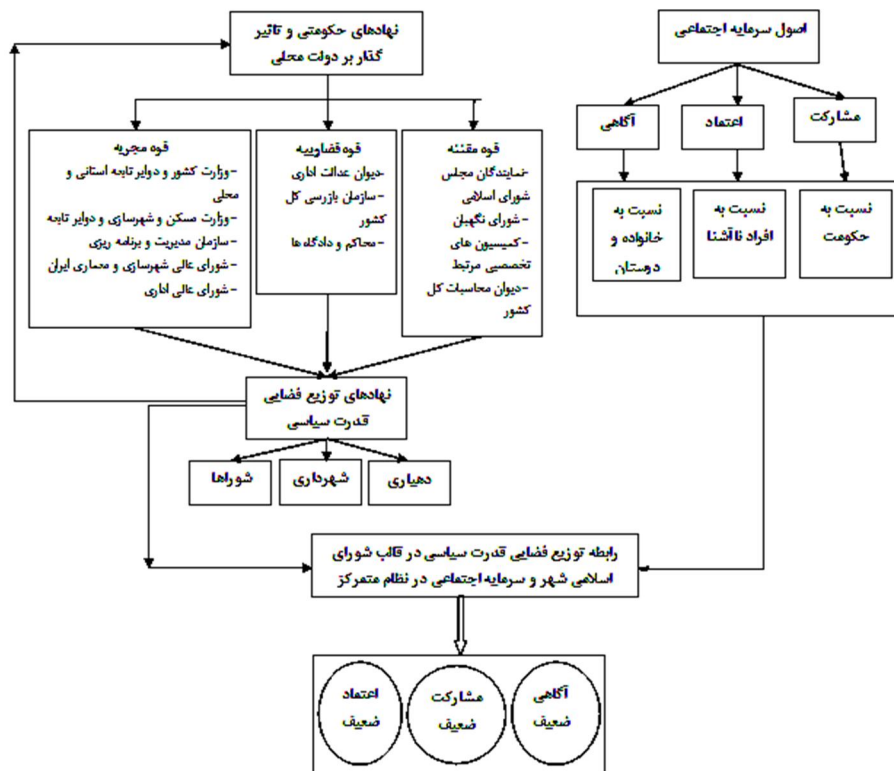 نهادهای حکومتی و تاثیر
گذار بر دولت محلی
اصول سرمایه اجتماعی
آگاهی
اعتماد
مشارکت
قوه مجریه
-وزارت کشور و دوایر تابعه استانی و
محلی
-وزارت مسکن و شهرسازی و دوایر تابعه
-سازمان مدیریت و برنامه ریزی
-شورای عالی شهرسازی و معماری ایران
-شورای عالی اداری
قوه قضاوییه
-دیوان عدالت اداری
-سازمان بازرسی کل
کشور
-محاکم و دادگاه ها
قوه مقننه
-نمایندگان مجلس
شورای اسلامی
-شورای نگهبان
-کمیسیون های
تخصصی مرتبط
-دیوان محاسبات کل
کشور
نسبت به
خانواده و
دوستان
نسبت به
افراد ناآشنا
نسبت به
حکومت
نهادهای توزیع فضایی
قدرت سیاسی
شوراها
شهرداری
دهیاری
رابطه توزیع فضایی قدرت سیاسی در قالب شورای
اسلامی شهر و سرمایه اجتماعی در نظام متمرکز
اعتماد
ضعیف
مشارکت
ضعیف
آگاهی
ضعیف